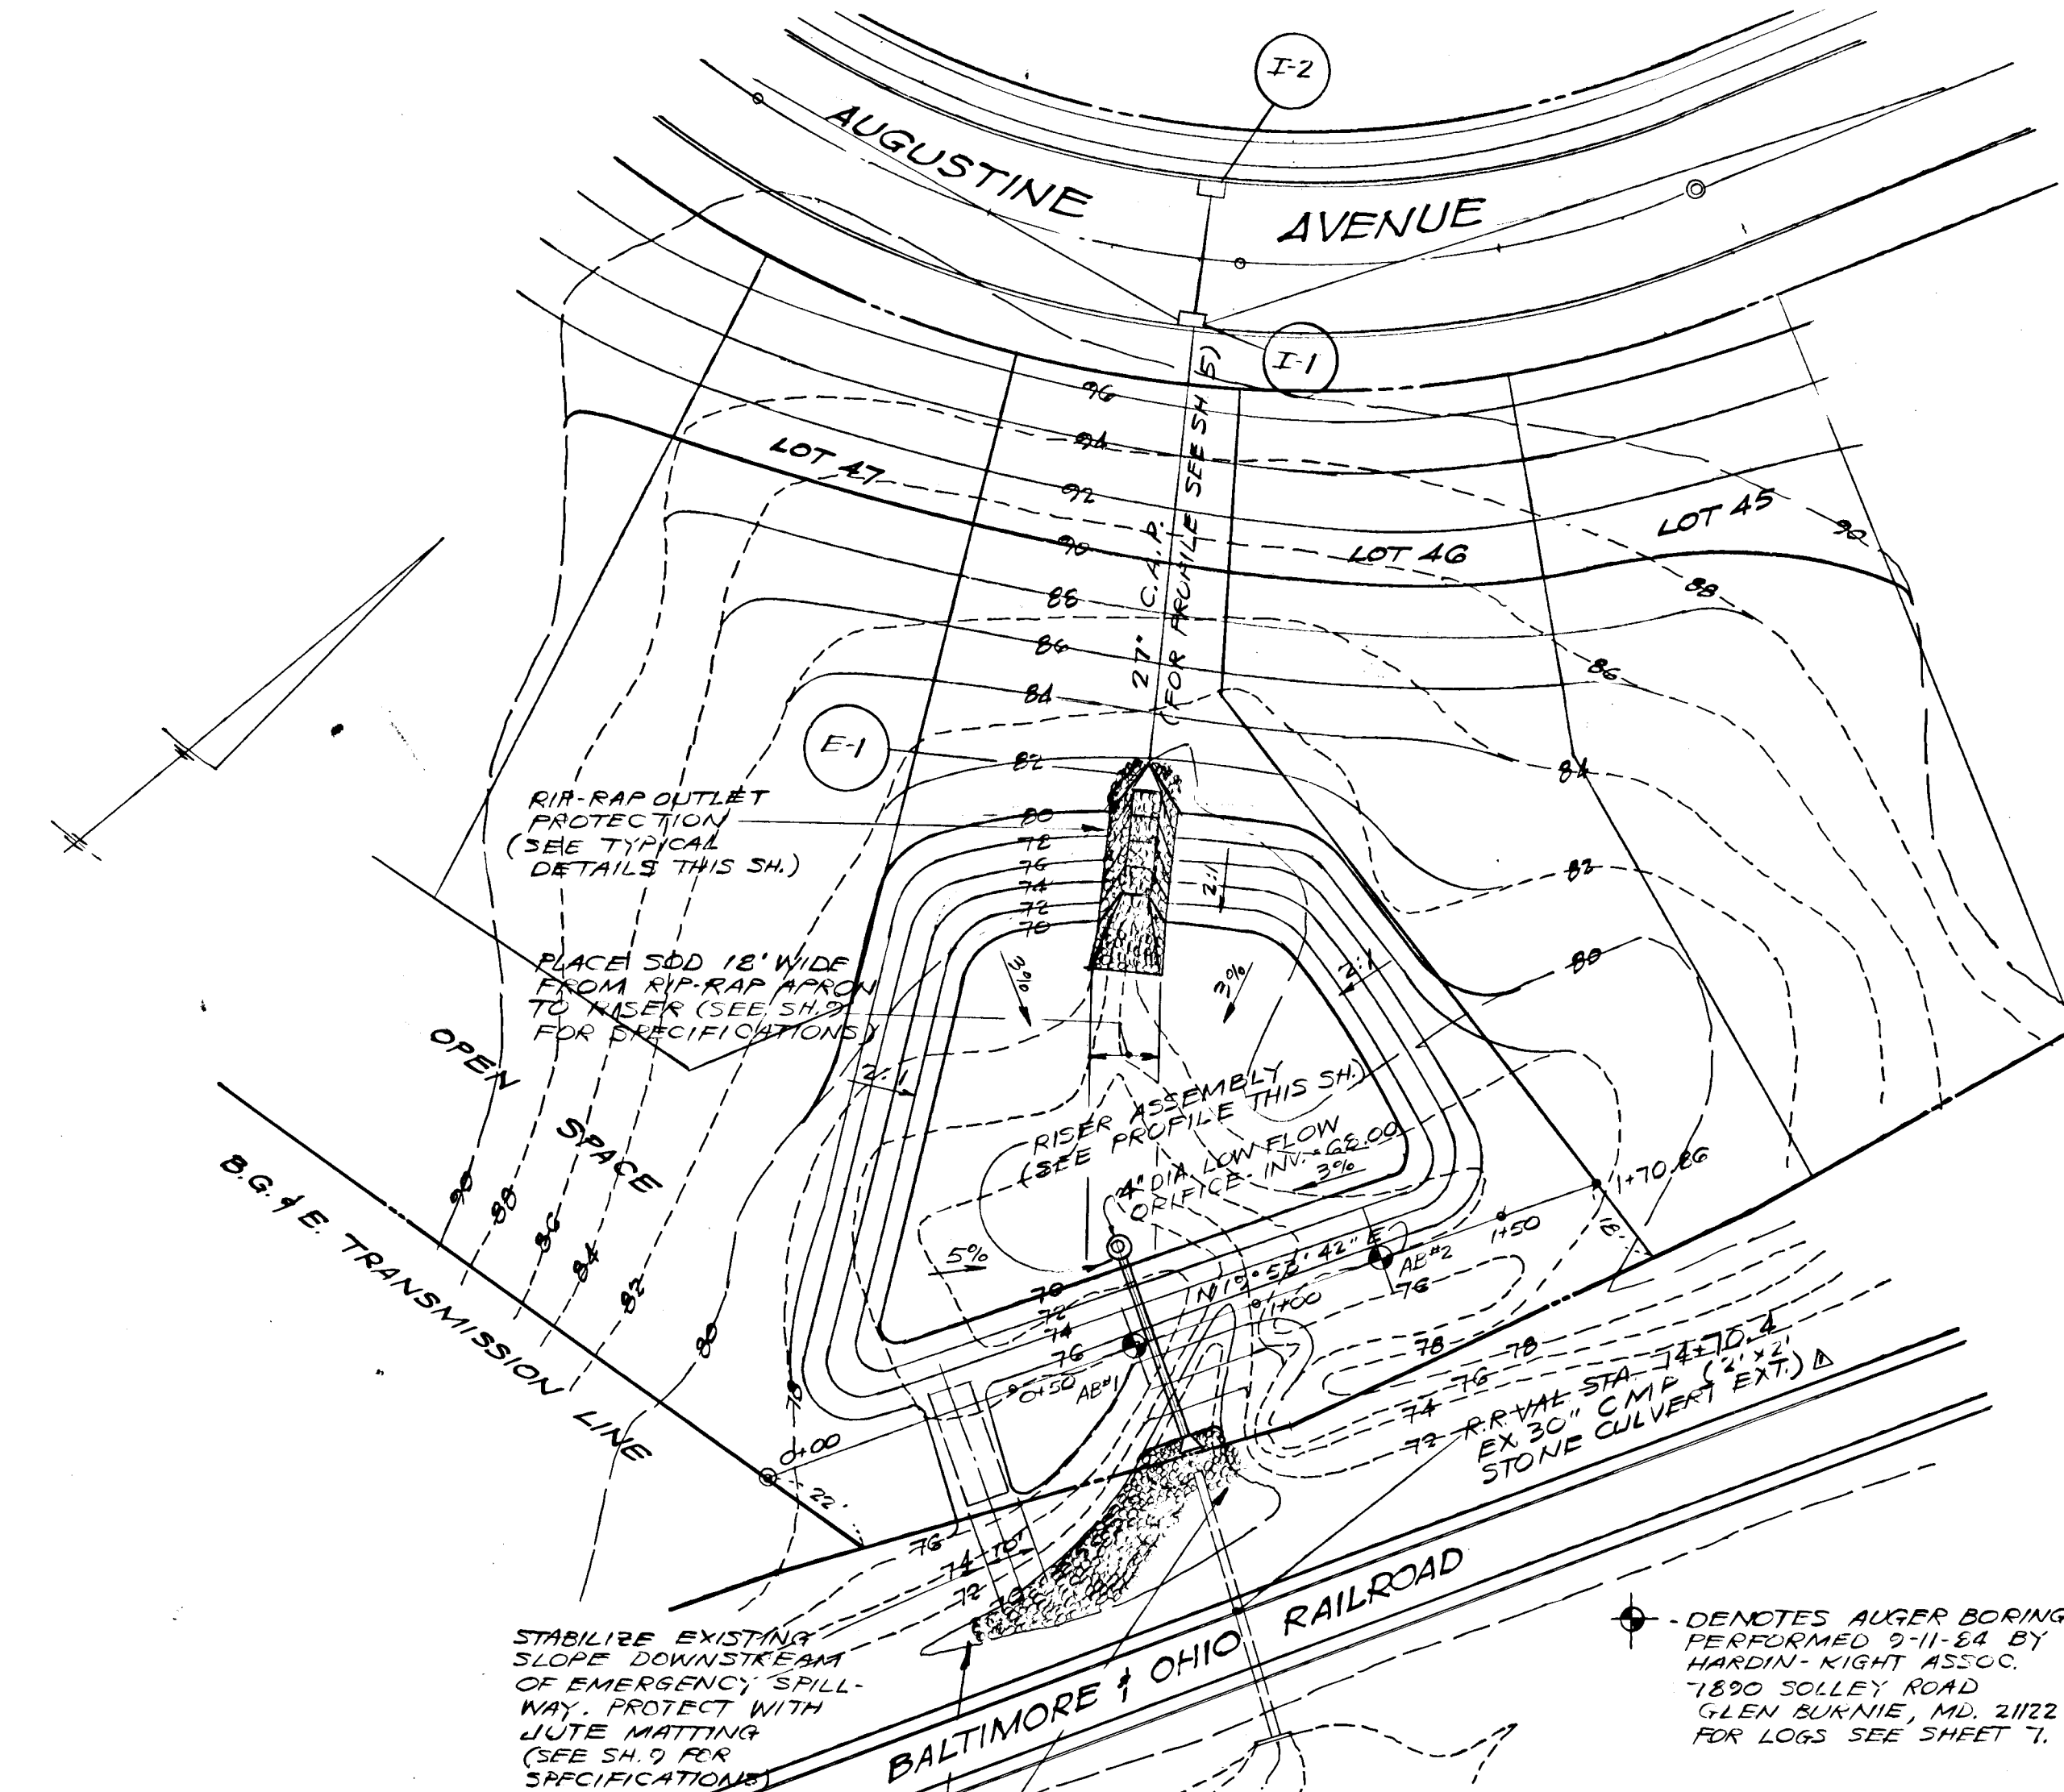 I-2
AUGUSTINE
AVENUE
I-1
96
94
92
90
88
86
84
82
80
78
76
74
72
70
LOT 47
LOT 46
LOT 45
90
88
86
84
82
80
27" C.M.P.
(FOR PROFILE SEE SH 5)
E-1
RIP-RAP OUTLET
PROTECTION
(SEE TYPICAL
DETAILS THIS SH.)
PLACE SOD 18' WIDE
FROM RIP-RAP APRON
TO RISER (SEE SH.9
FOR SPECIFICATIONS)
2:1
3%
3%
2:1
2:1
OPEN
SPACE
B.G. & E. TRANSMISSION LINE
90
88
86
84
82
80
78
RISER ASSEMBLY
(SEE PROFILE THIS SH.)
4" DIA. LOW FLOW
ORIFICE- INV.=68.00
3%
5%
1+70.86
1+50
18'
AB#2
76
1+00
70
72
74
76
0+50
AB#1
0+00
22'
78
78
76
74
72
R.R. VAL. STA. 74+70.4
EX. 30" CMP (2'x2'
STONE CULVERT EXT.)
76
74
10'
72
70
BALTIMORE & OHIO RAILROAD
STABILIZE EXISTING
SLOPE DOWNSTREAM
OF EMERGENCY SPILL-
WAY. PROTECT WITH
JUTE MATTING
(SEE SH. 9 FOR
SPECIFICATIONS)
- DENOTES AUGER BORING
PERFORMED 9-11-84 BY
HARDIN-KIGHT ASSOC.
7890 SOLLEY ROAD
GLEN BURNIE, MD. 21122
FOR LOGS SEE SHEET 7.